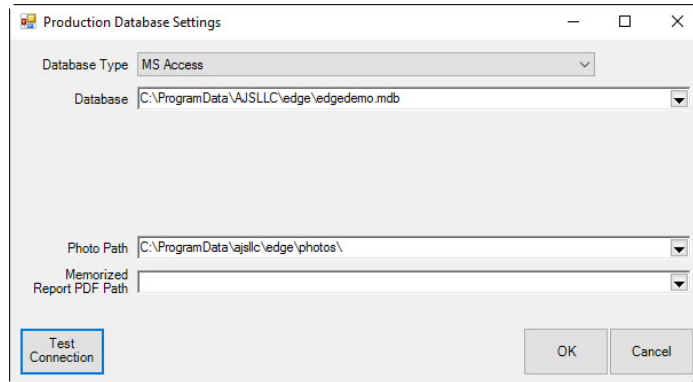 Production Database Settings
Database Type MS Access
Database C:\ProgramData\AJSLLC\edge\edgedemo.mdb
Photo Path C:\ProgramData\ajsllc\edge\photos\
Memorized
Report PDF Path
Test
Connection
OK Cancel